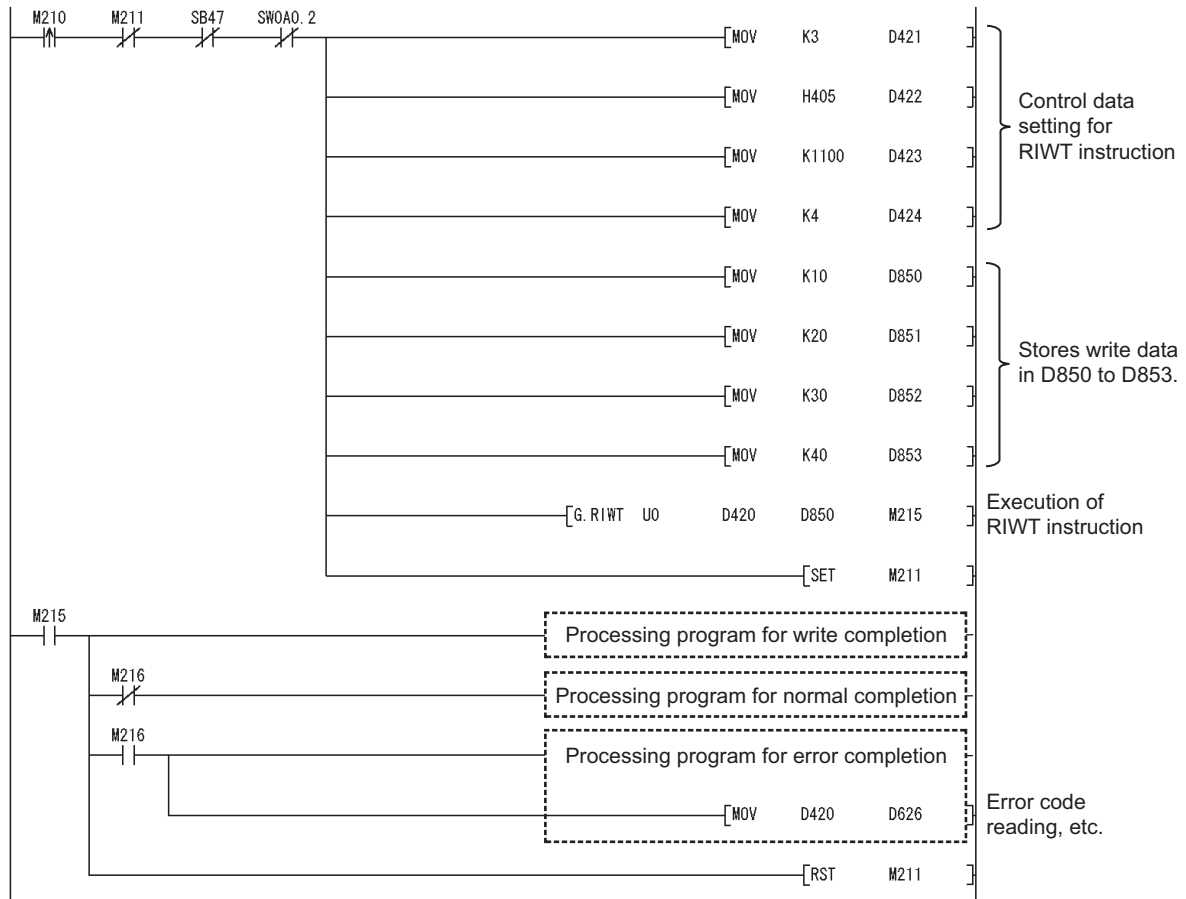 M210 M211 SB47 SW0A0.2
MOV K3 D421
MOV H405 D422
MOV K1100 D423
MOV K4 D424
Control data
setting for
RIWT instruction
MOV K10 D850
MOV K20 D851
MOV K30 D852
MOV K40 D853
Stores write data
in D850 to D853.
G.RIWT U0 D420 D850 M215
Execution of
RIWT instruction
SET M211
M215
Processing program for write completion
M216
Processing program for normal completion
M216
Processing program for error completion
MOV D420 D626
Error code
reading, etc.
RST M211